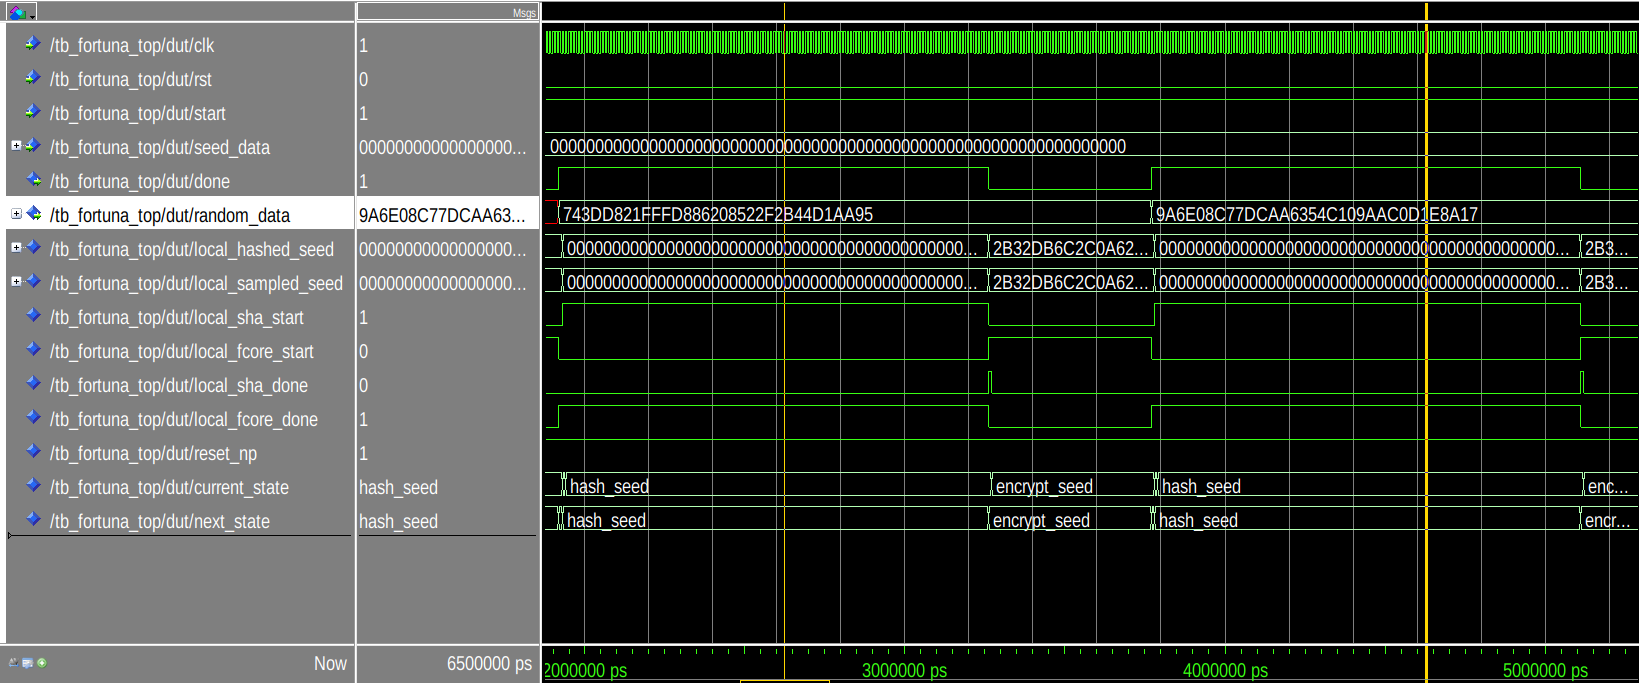 Msgs
/tb_fortuna_top/dut/clk 1
/tb_fortuna_top/dut/rst 0
/tb_fortuna_top/dut/start 1
/tb_fortuna_top/dut/seed_data 00000000000000000... 0000000000000000000000000000000000000000000000000000000000000000
/tb_fortuna_top/dut/done 1
/tb_fortuna_top/dut/random_data 9A6E08C77DCAA63... 743DD821FFFD886208522F2B44D1AA95 9A6E08C77DCAA6354C109AAC0D1E8A17
/tb_fortuna_top/dut/local_hashed_seed 00000000000000000... 00000000000000000000000000000000000000000000... 2B32DB6C2C0A62... 00000000000000000000000000000000000000000000... 2B3...
/tb_fortuna_top/dut/local_sampled_seed 00000000000000000... 00000000000000000000000000000000000000000000... 2B32DB6C2C0A62... 00000000000000000000000000000000000000000000... 2B3...
/tb_fortuna_top/dut/local_sha_start 1
/tb_fortuna_top/dut/local_fcore_start 0
/tb_fortuna_top/dut/local_sha_done 0
/tb_fortuna_top/dut/local_fcore_done 1
/tb_fortuna_top/dut/reset_np 1
/tb_fortuna_top/dut/current_state hash_seed hash_seed encrypt_seed hash_seed enc...
/tb_fortuna_top/dut/next_state hash_seed hash_seed encrypt_seed hash_seed encr...
Now 6500000 ps 2000000 ps 3000000 ps 4000000 ps 5000000 ps